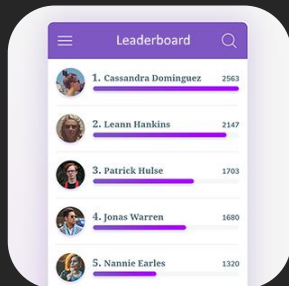 Leaderboard
1. Cassandra Dominguez 2563
2. Leann Hankins 2147
3. Patrick Hulse 1703
4. Jonas Warren 1680
5. Nannie Earles 1320